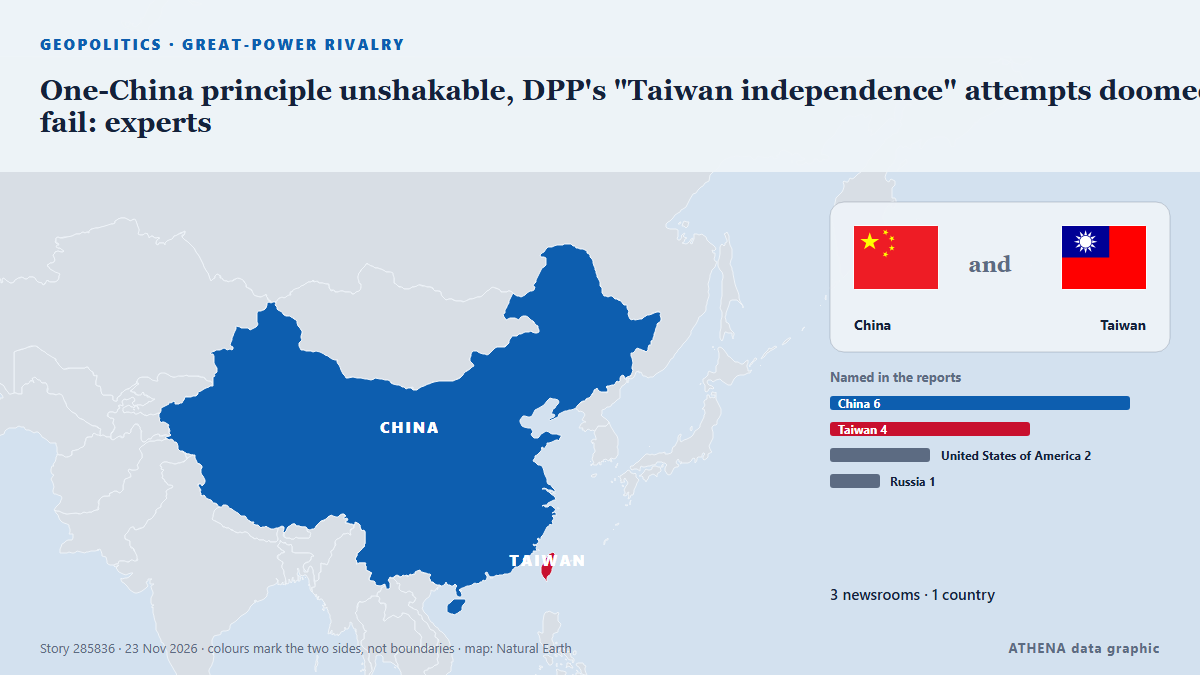 GEOPOLITICS · GREAT-POWER RIVALRY
One-China principle unshakable, DPP's "Taiwan independence" attempts
fail: experts
China
and
Taiwan
Named in the reports
China 6
Taiwan 4
United States of America 2
Russia 1
CHINA
TAIWAN
3 newsrooms · 1 country
Story 285836 · 23 Nov 2026 · colours mark the two sides, not boundaries · map: Natural Earth
ATHENA data graphic